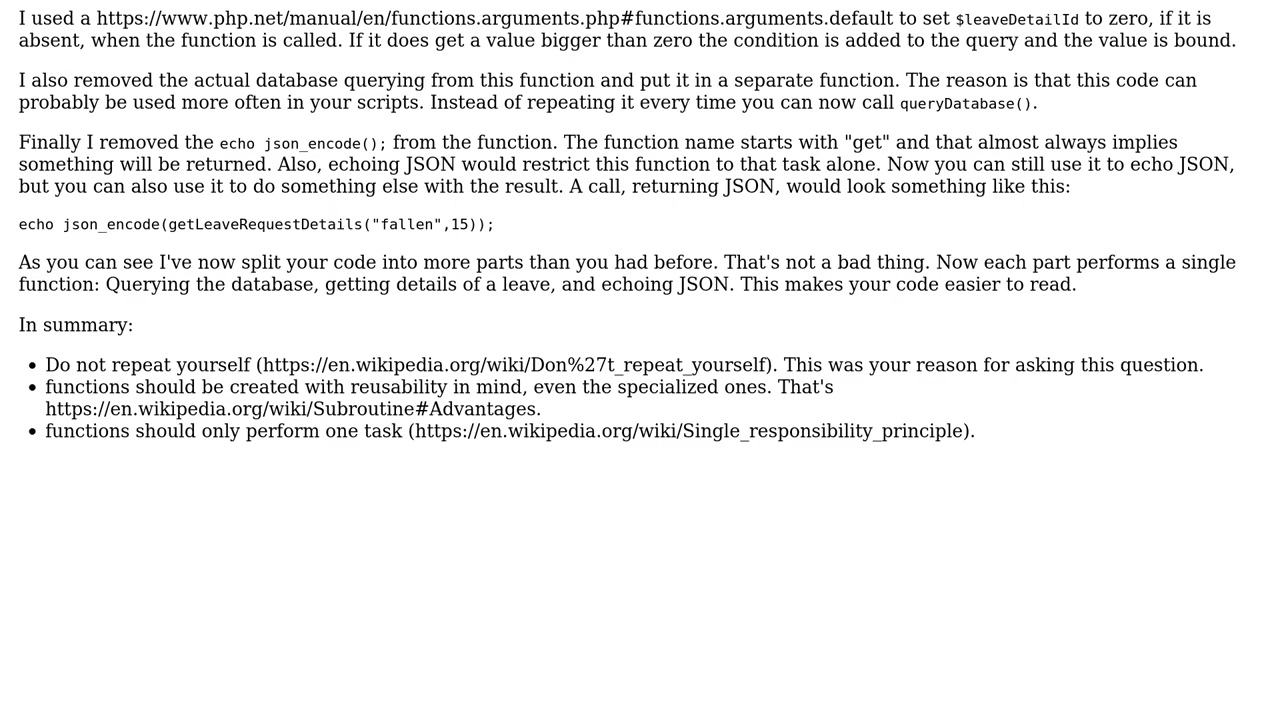 I used a https://www.php.net/manual/en/functions.arguments.php#functions.arguments.default to set $leaveDetailId to zero, if it is
absent, when the function is called. If it does get a value bigger than zero the condition is added to the query and the value is bound.
I also removed the actual database querying from this function and put it in a separate function. The reason is that this code can
probably be used more often in your scripts. Instead of repeating it every time you can now call queryDatabase().
Finally I removed the echo json_encode(); from the function. The function name starts with "get" and that almost always implies
something will be returned. Also, echoing JSON would restrict this function to that task alone. Now you can still use it to echo JSON,
but you can also use it to do something else with the result. A call, returning JSON, would look something like this:
echo json_encode(getLeaveRequestDetails("fallen",15));
As you can see I've now split your code into more parts than you had before. That's not a bad thing. Now each part performs a single
function: Querying the database, getting details of a leave, and echoing JSON. This makes your code easier to read.
In summary:
• Do not repeat yourself (https://en.wikipedia.org/wiki/Don%27t_repeat_yourself). This was your reason for asking this question.
• functions should be created with reusability in mind, even the specialized ones. That's
https://en.wikipedia.org/wiki/Subroutine#Advantages.
• functions should only perform one task (https://en.wikipedia.org/wiki/Single_responsibility_principle).